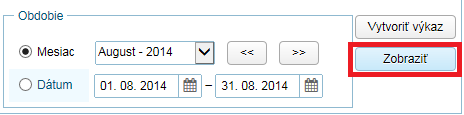 Obdobie
Vytvoriť výkaz
Mesiac August - 2014 << >>
Zobraziť
Dátum 01. 08. 2014 – 31. 08. 2014